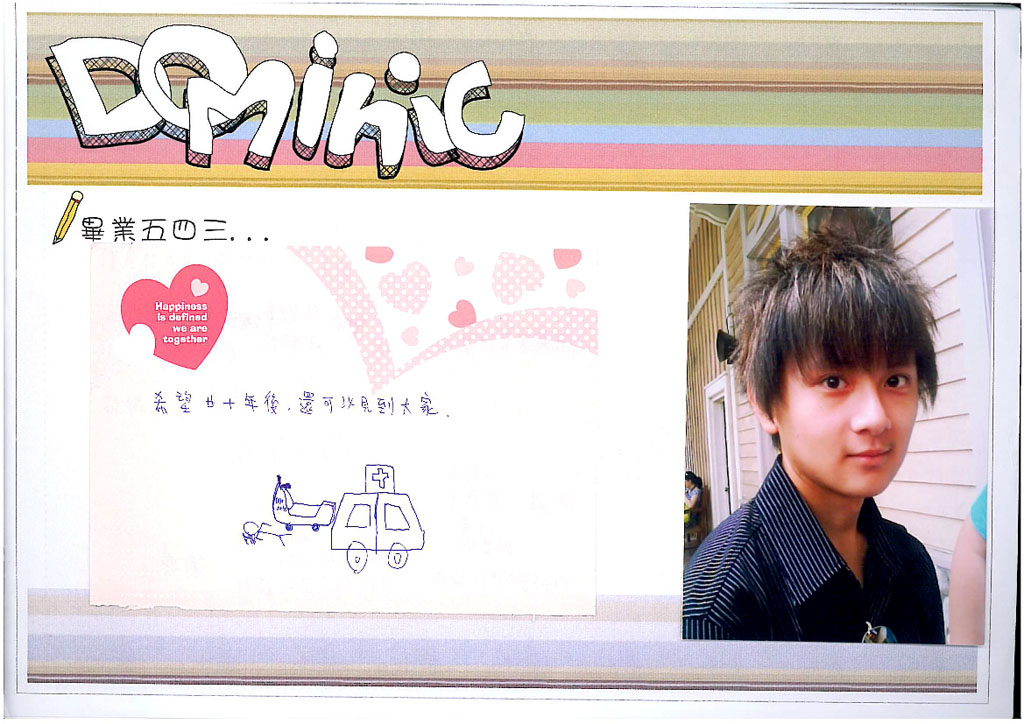 DOMiNiC
畢業五四三...
Happiness
is defined
we are
together
希望廿十年後,還可以見到大家.